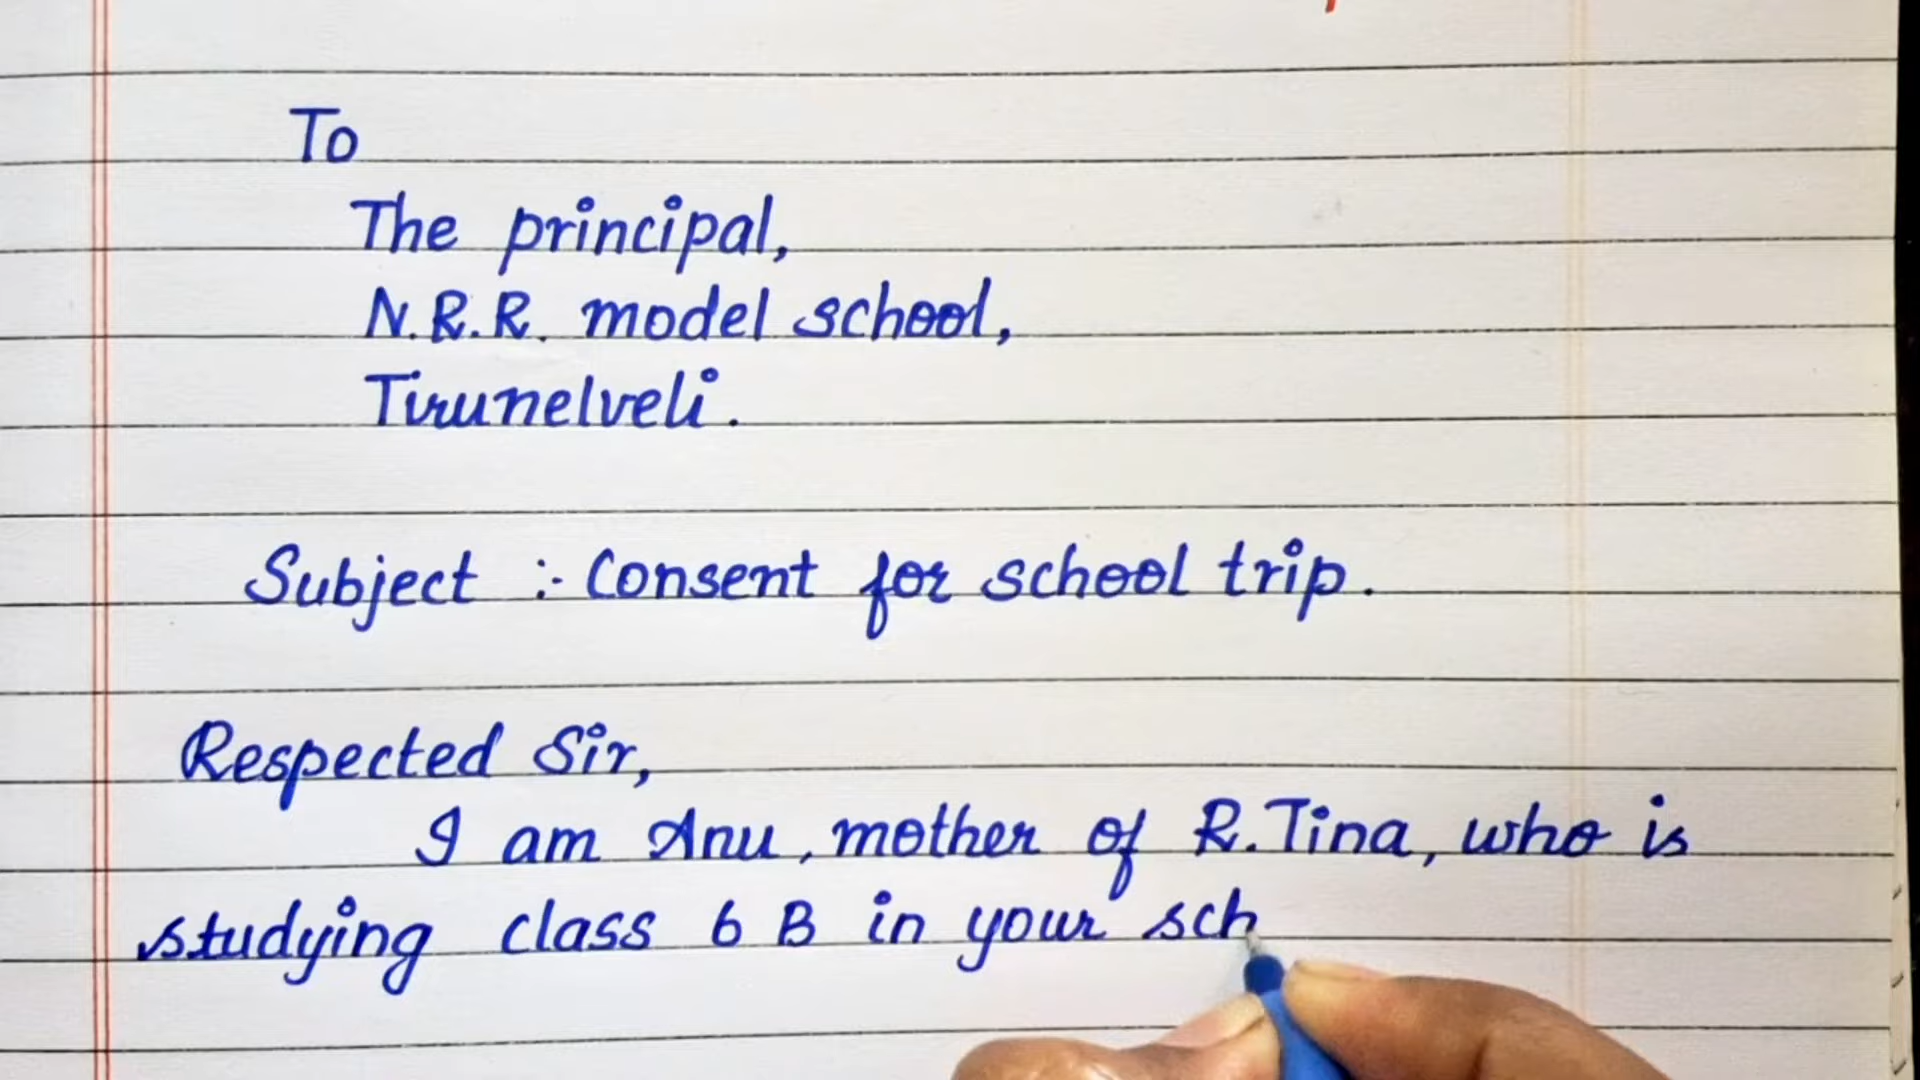 To
The principal,
N.R.R. model school,
Tirunelveli.
Subject :- Consent for school trip.
Respected Sir,
I am Anu, mother of R.Tina, who is
studying class 6 B in your sch